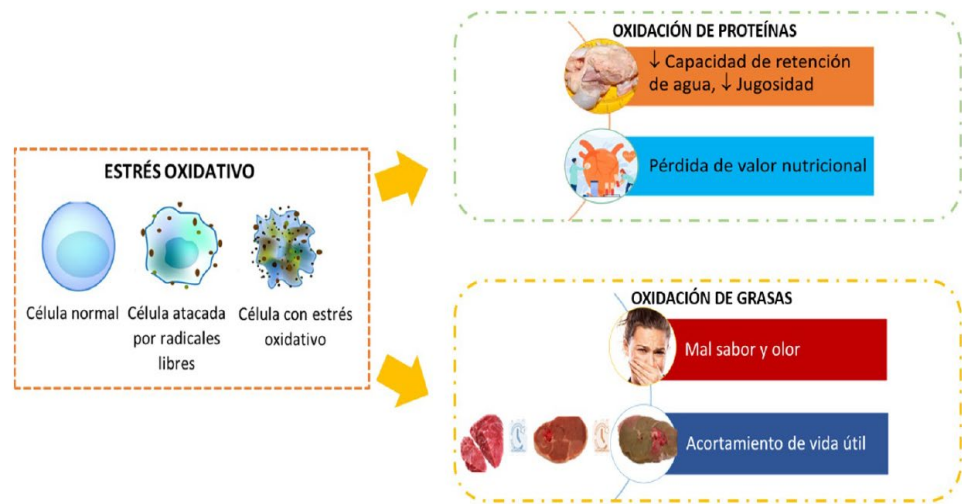 ESTRÉS OXIDATIVO
Célula normal
Célula atacada
por radicales
libres
Célula con estrés
oxidativo
OXIDACIÓN DE PROTEÍNAS
↓ Capacidad de retención
de agua, ↓ Jugosidad
Pérdida de valor nutricional
OXIDACIÓN DE GRASAS
Mal sabor y olor
Acortamiento de vida útil